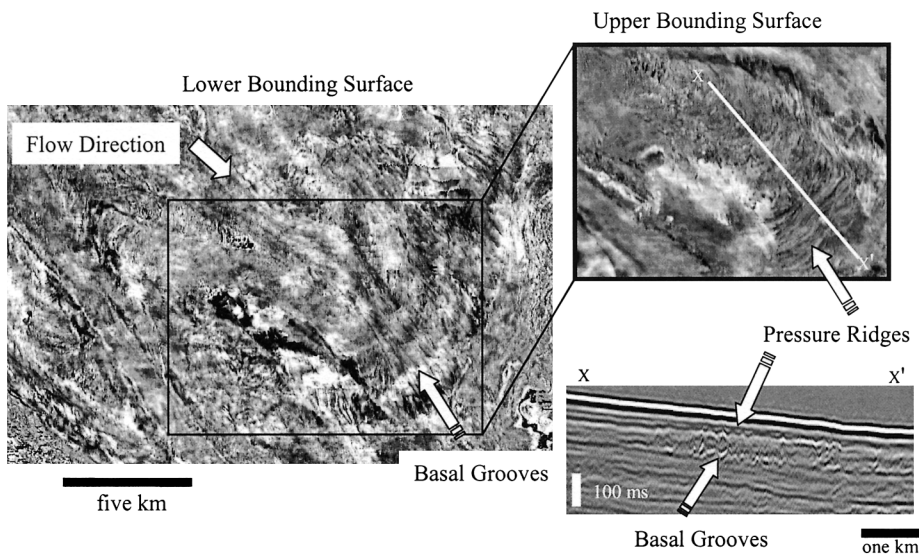 Upper Bounding Surface
Lower Bounding Surface
Flow Direction
X
X'
Pressure Ridges
X
X'
Basal Grooves
five km
100 ms
Basal Grooves
one km